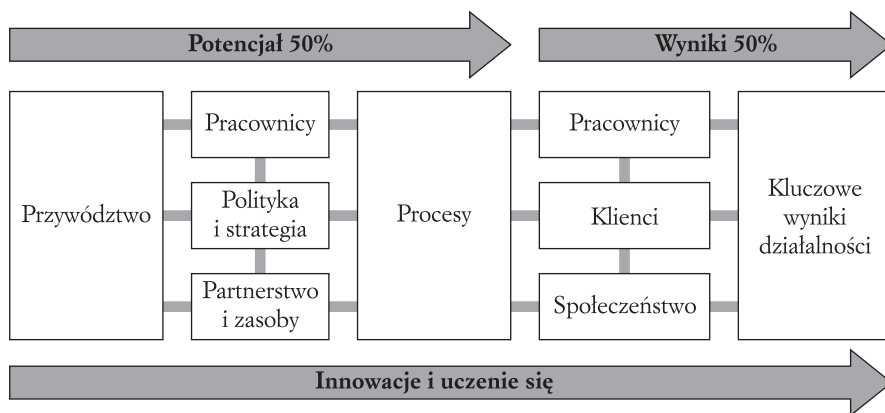 Potencjał 50%
Wyniki 50%
Przywództwo
Pracownicy
Polityka
i strategia
Partnerstwo
i zasoby
Procesy
Pracownicy
Klienci
Społeczeństwo
Kluczowe
wyniki
działalności
Innowacje i uczenie się